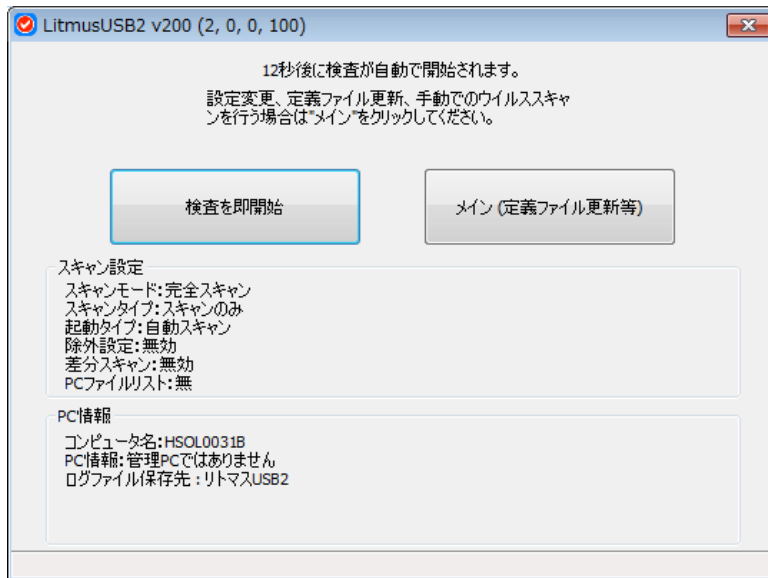 LitmusUSB2 v200 (2, 0, 0, 100)
12秒後に検査が自動で開始されます。
設定変更、定義ファイル更新、手動でのウイルススキャ
ンを行う場合は"メイン"をクリックしてください。
検査を即開始
メイン (定義ファイル更新等)
スキャン設定
スキャンモード:完全スキャン
スキャンタイプ:スキャンのみ
起動タイプ:自動スキャン
除外設定:無効
差分スキャン:無効
PCファイルリスト:無
PC情報
コンピュータ名:HSOL0031B
PC情報:管理PCではありません
ログファイル保存先 :リトマスUSB2